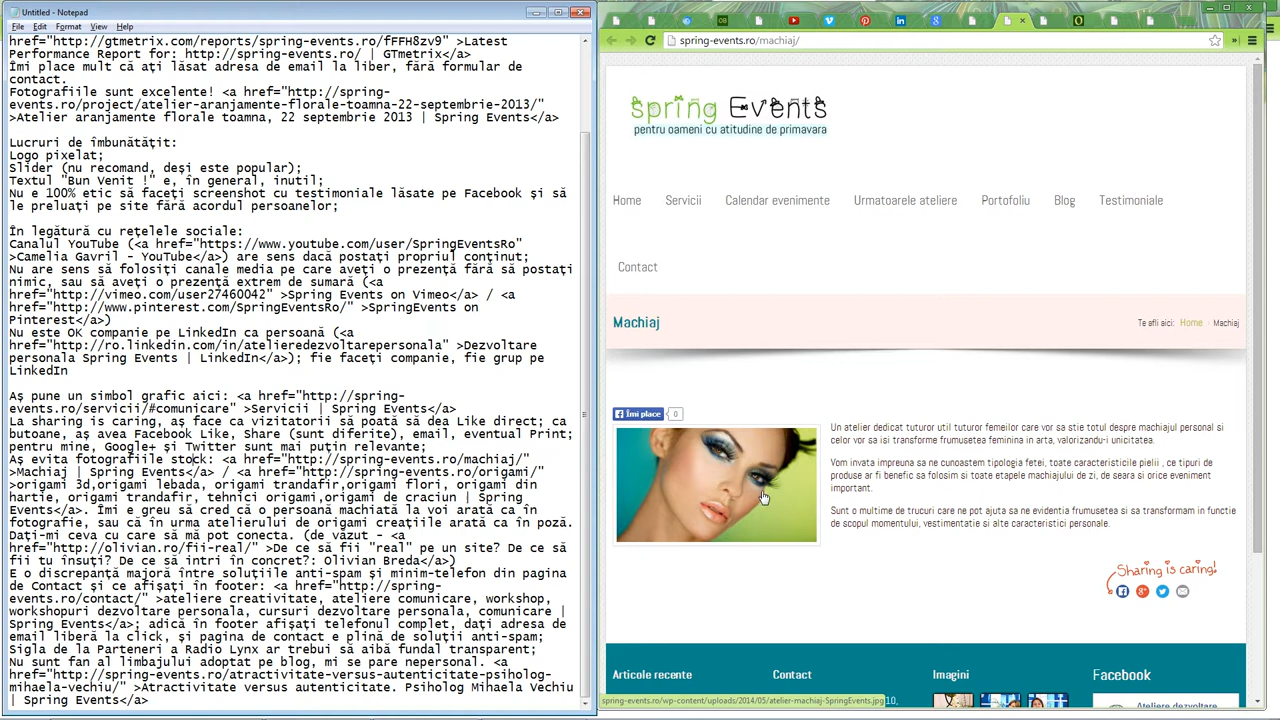 Untitled - Notepad
File Edit Format View Help
href="http://gtmetrix.com/reports/spring-events.ro/fFFH8zv9" >Latest
Performance Report for: http://spring-events.ro/ | GTmetrix</a>
Îmi place mult că ați lăsat adresa de email la liber, fără formular de
contact.
Fotografiile sunt excelente! <a href="http://spring-
events.ro/project/atelier-aranjamente-florale-toamna-22-septembrie-2013/"
>Atelier aranjamente florale toamna, 22 septembrie 2013 | Spring Events</a>
Lucruri de îmbunătățit:
Logo pixelat;
Slider (nu recomand, deși este popular);
Textul "Bun Venit !" e, în general, inutil;
Nu e 100% etic să faceți screenshot cu testimoniale lăsate pe Facebook și să
le preluați pe site fără acordul persoanelor;
În legătură cu rețelele sociale:
Canalul YouTube (<a href="https://www.youtube.com/user/SpringEventsRo"
>Camelia Gavril - YouTube</a>) are sens dacă postați propriul conținut;
Nu are sens să folosiți canale media pe care aveți o prezență fără să postați
nimic, sau să aveți o prezență extrem de sumară (<a
href="http://vimeo.com/user27460042" >Spring Events on Vimeo</a> / <a
href="http://www.pinterest.com/SpringEventsRo/" >SpringEvents on
Pinterest</a>)
Nu este OK companie pe LinkedIn ca persoană (<a
href="http://ro.linkedin.com/in/atelieredezvoltarepersonala" >Dezvoltare
personala Spring Events | LinkedIn</a>); fie faceți companie, fie grup pe
LinkedIn
Aș pune un simbol grafic aici: <a href="http://spring-
events.ro/servicii/#comunicare" >Servicii | Spring Events</a>
La sharing is caring, aș face ca vizitatorii să poată să dea Like direct; ca
butoane, aș avea Facebook Like, Share (sunt diferite), email, eventual Print;
pentru mine, Google+ și Twitter sunt mai puțin relevante;
Aș evita fotografiile stock: <a href="http://spring-events.ro/machiaj/"
>Machiaj | Spring Events</a> / <a href="http://spring-events.ro/origami/"
>origami 3d,origami lebada, origami trandafir,origami flori, origami din
hartie, origami trandafir, tehnici origami,origami de craciun | Spring
Events</a>. Îmi e greu să cred că o persoană machiată la voi arată ca în
fotografie, sau că în urma atelierului de origami creațiile arată ca în poză.
Dați-mi ceva cu care să mă pot conecta. (de văzut - <a
href="http://olivian.ro/fii-real/" >De ce să fii "real" pe un site? De ce să
fii tu însuți? De ce să intri în concret?: Olivian Breda</a>)
E o discrepanță majoră între soluțiile anti-spam și minim-telefon din pagina
de Contact și ce afișați în footer: <a href="http://spring-
events.ro/contact/" >ateliere creativitate, ateliere comunicare, workshop,
workshopuri dezvoltare personala, cursuri dezvoltare personala, comunicare |
Spring Events</a>; adică în footer afișați telefonul complet, dați adresa de
email liberă la click, și pagina de contact e plină de soluții anti-spam;
Sigla de la Parteneri a Radio Lynx ar trebui să aibă fundal transparent;
Nu sunt fan al limbajului adoptat pe blog, mi se pare nepersonal. <a
href="http://spring-events.ro/atractivitate-versus-autenticitate-psiholog-
mihaela-vechiu/" >Atractivitate versus autenticitate. Psiholog Mihaela Vechiu
| Spring Events</a>
spring-events.ro/machiaj/
spring Events
pentru oameni cu atitudine de primavara
Home Servicii Calendar evenimente Urmatoarele ateliere Portofoliu Blog Testimoniale
Contact
Machiaj
Te afli aici: Home Machiaj
Îmi place 0
Un atelier dedicat tuturor util tuturor femeilor care vor sa stie totul despre machiajul personal si
celor vor sa isi transforme frumusetea feminina in arta, valorizandu-i unicitatea.
Vom invata impreuna sa ne cunoastem tipologia fetei, toate caracteristicile pielii , ce tipuri de
produse ar fi benefic sa folosim si toate etapele machiajului de zi, de seara si orice eveniment
important.
Sunt o multime de trucuri care ne pot ajuta sa ne evidentia frumusetea si sa transformam in functie
de scopul momentului, vestimentatie si alte caracteristici personale.
Sharing is caring!
Articole recente Contact Imagini Facebook
spring-events.ro/wp-content/uploads/2014/05/atelier-machiaj-SpringEvents.jpg
10,
Ateliere dezvoltare